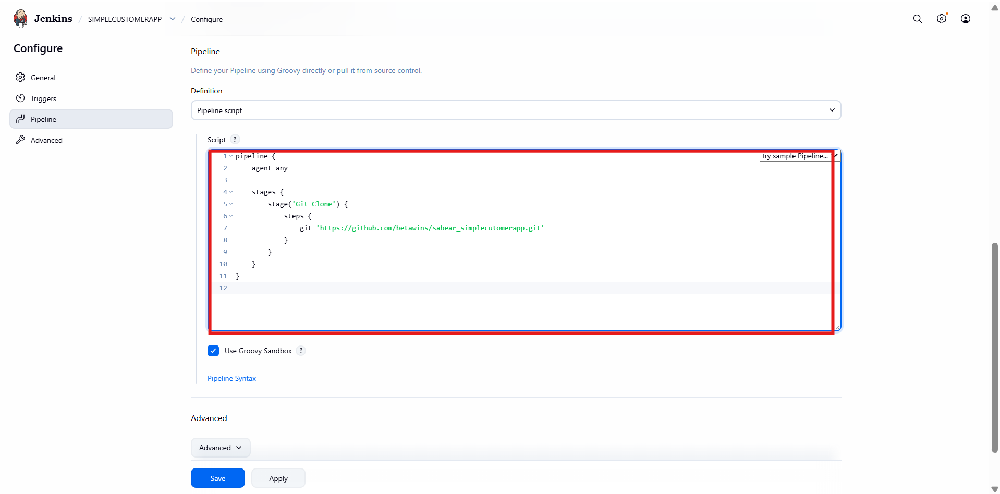 Jenkins / SIMPLECUSTOMERAPP / Configure
Configure
General
Triggers
Pipeline
Advanced
Pipeline
Define your Pipeline using Groovy directly or pull it from source control.
Definition
Pipeline script
Script ?
try sample Pipeline...
1 pipeline {
2     agent any
3
4     stages {
5         stage('Git Clone') {
6             steps {
7                 git 'https://github.com/betawins/sabear_simplecutomerapp.git'
8             }
9         }
10     }
11 }
12
Use Groovy Sandbox ?
Pipeline Syntax
Advanced
Advanced
Save Apply